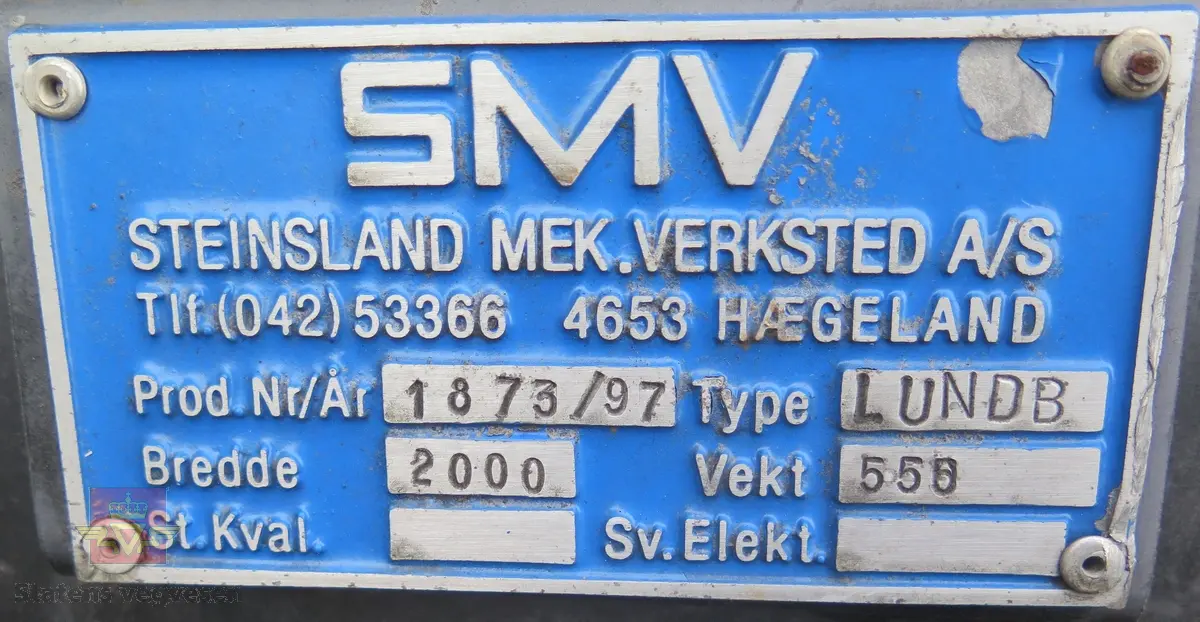 SMV
STEINSLAND MEK.VERKSTED A/S
Tlf.(042)53366 4653 HÆGELAND
Prod. Nr/År 1873/97 Type LUNDB
Bredde 2000 Vekt 550
St. Kval. Sv. Elekt.
Statens vegvesen